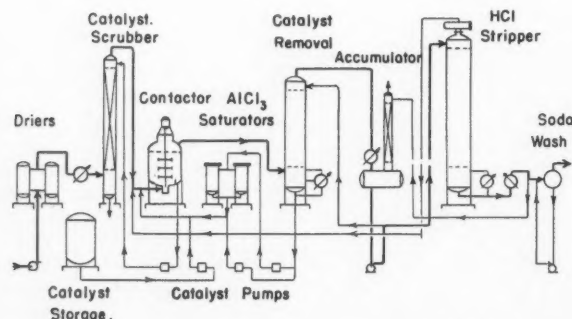 Catalyst.
Scrubber
Catalyst
Removal
HCl
Stripper
Accumulator
Contactor
AlCl3
Saturators
Driers
Soda
Wash
Catalyst
Storage.
Catalyst Pumps